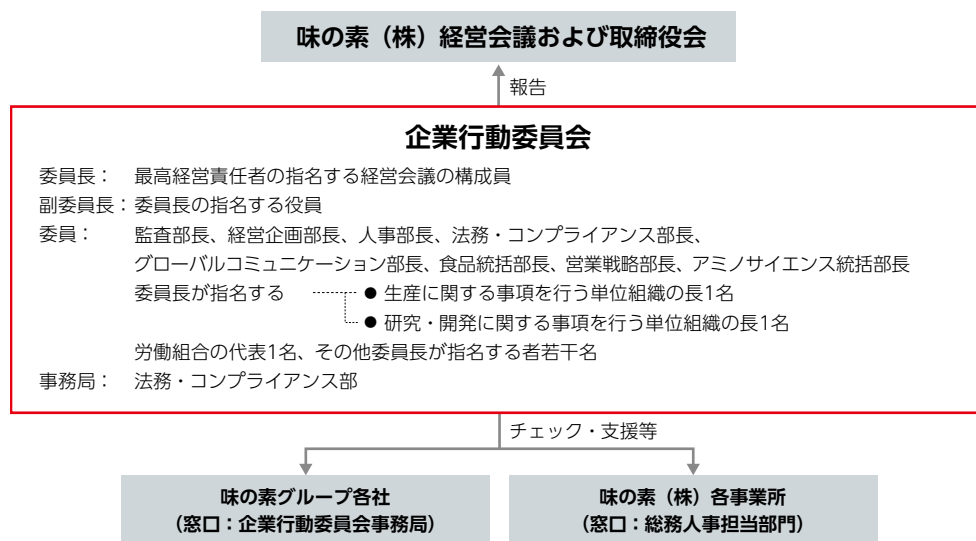 味の素（株）経営会議および取締役会
報告
企業行動委員会
委員長： 最高経営責任者の指名する経営会議の構成員
副委員長：委員長の指名する役員
委員： 監査部長、経営企画部長、人事部長、法務・コンプライアンス部長、
グローバルコミュニケーション部長、食品統括部長、営業戦略部長、アミノサイエンス統括部長
委員長が指名する ● 生産に関する事項を行う単位組織の長1名
● 研究・開発に関する事項を行う単位組織の長1名
労働組合の代表1名、その他委員長が指名する者若干名
事務局： 法務・コンプライアンス部
チェック・支援等
味の素グループ各社
（窓口：企業行動委員会事務局）
味の素（株）各事業所
（窓口：総務人事担当部門）